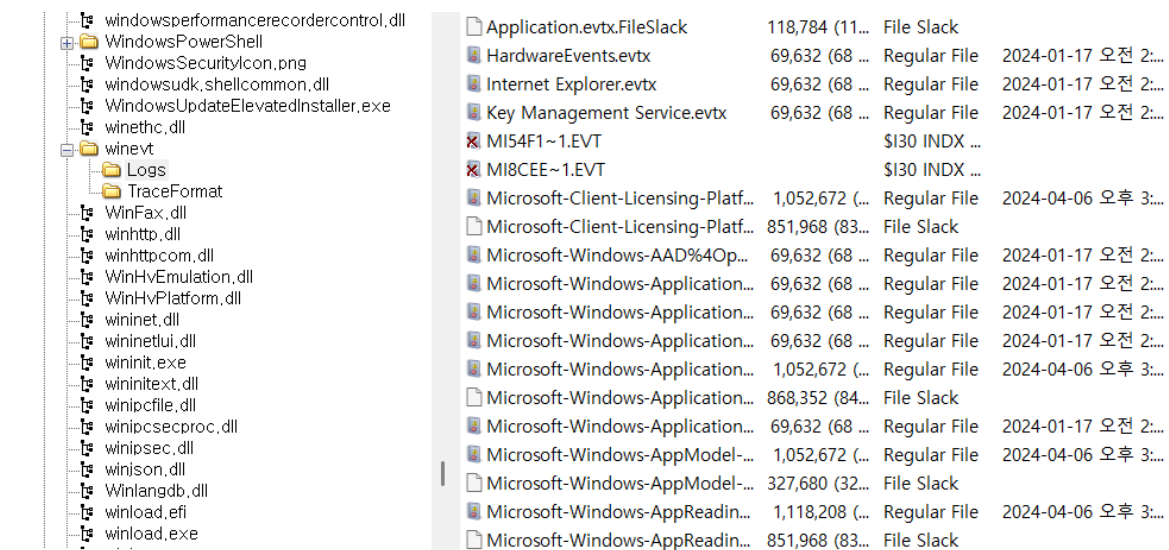 windowsperformancerecordercontrol.dll
WindowsPowerShell
WindowsSecurityIcon.png
windowsudk.shellcommon.dll
WindowsUpdateElevatedInstaller.exe
winethc.dll
winevt
Logs
TraceFormat
WinFax.dll
winhttp.dll
winhttpcom.dll
WinHvEmulation.dll
WinHvPlatform.dll
wininet.dll
wininetlui.dll
wininit.exe
wininitext.dll
winipcfile.dll
winipcsecproc.dll
winipsec.dll
winjson.dll
Winlangdb.dll
winload.efi
winload.exe
Application.evtx.FileSlack 118,784 (11... File Slack
HardwareEvents.evtx 69,632 (68 ... Regular File 2024-01-17 오전 2:...
Internet Explorer.evtx 69,632 (68 ... Regular File 2024-01-17 오전 2:...
Key Management Service.evtx 69,632 (68 ... Regular File 2024-01-17 오전 2:...
MI54F1~1.EVT $I30 INDX ...
MI8CEE~1.EVT $I30 INDX ...
Microsoft-Client-Licensing-Platf... 1,052,672 (... Regular File 2024-04-06 오후 3:...
Microsoft-Client-Licensing-Platf... 851,968 (83... File Slack
Microsoft-Windows-AAD%4Op... 69,632 (68 ... Regular File 2024-01-17 오전 2:...
Microsoft-Windows-Application... 69,632 (68 ... Regular File 2024-01-17 오전 2:...
Microsoft-Windows-Application... 69,632 (68 ... Regular File 2024-01-17 오전 2:...
Microsoft-Windows-Application... 69,632 (68 ... Regular File 2024-01-17 오전 2:...
Microsoft-Windows-Application... 1,052,672 (... Regular File 2024-04-06 오후 3:...
Microsoft-Windows-Application... 868,352 (84... File Slack
Microsoft-Windows-Application... 69,632 (68 ... Regular File 2024-01-17 오전 2:...
Microsoft-Windows-AppModel-... 1,052,672 (... Regular File 2024-04-06 오후 3:...
Microsoft-Windows-AppModel-... 327,680 (32... File Slack
Microsoft-Windows-AppReadin... 1,118,208 (... Regular File 2024-04-06 오후 3:...
Microsoft-Windows-AppReadin... 851,968 (83... File Slack